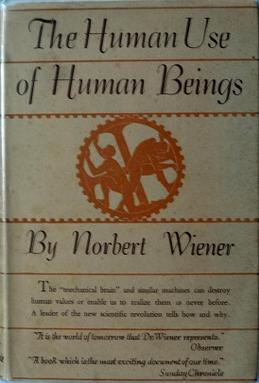 The Human Use
of Human Beings
By Norbert Wiener
The "mechanical brain" and similar machines can destroy
human values or enable us to realize them as never before.
A leader of the new scientific revolution tells how and why.
"It is the world of tomorrow that Dr. Wiener represents."
Observer
"A book which is the most exciting document of our time."
Sunday Chronicle